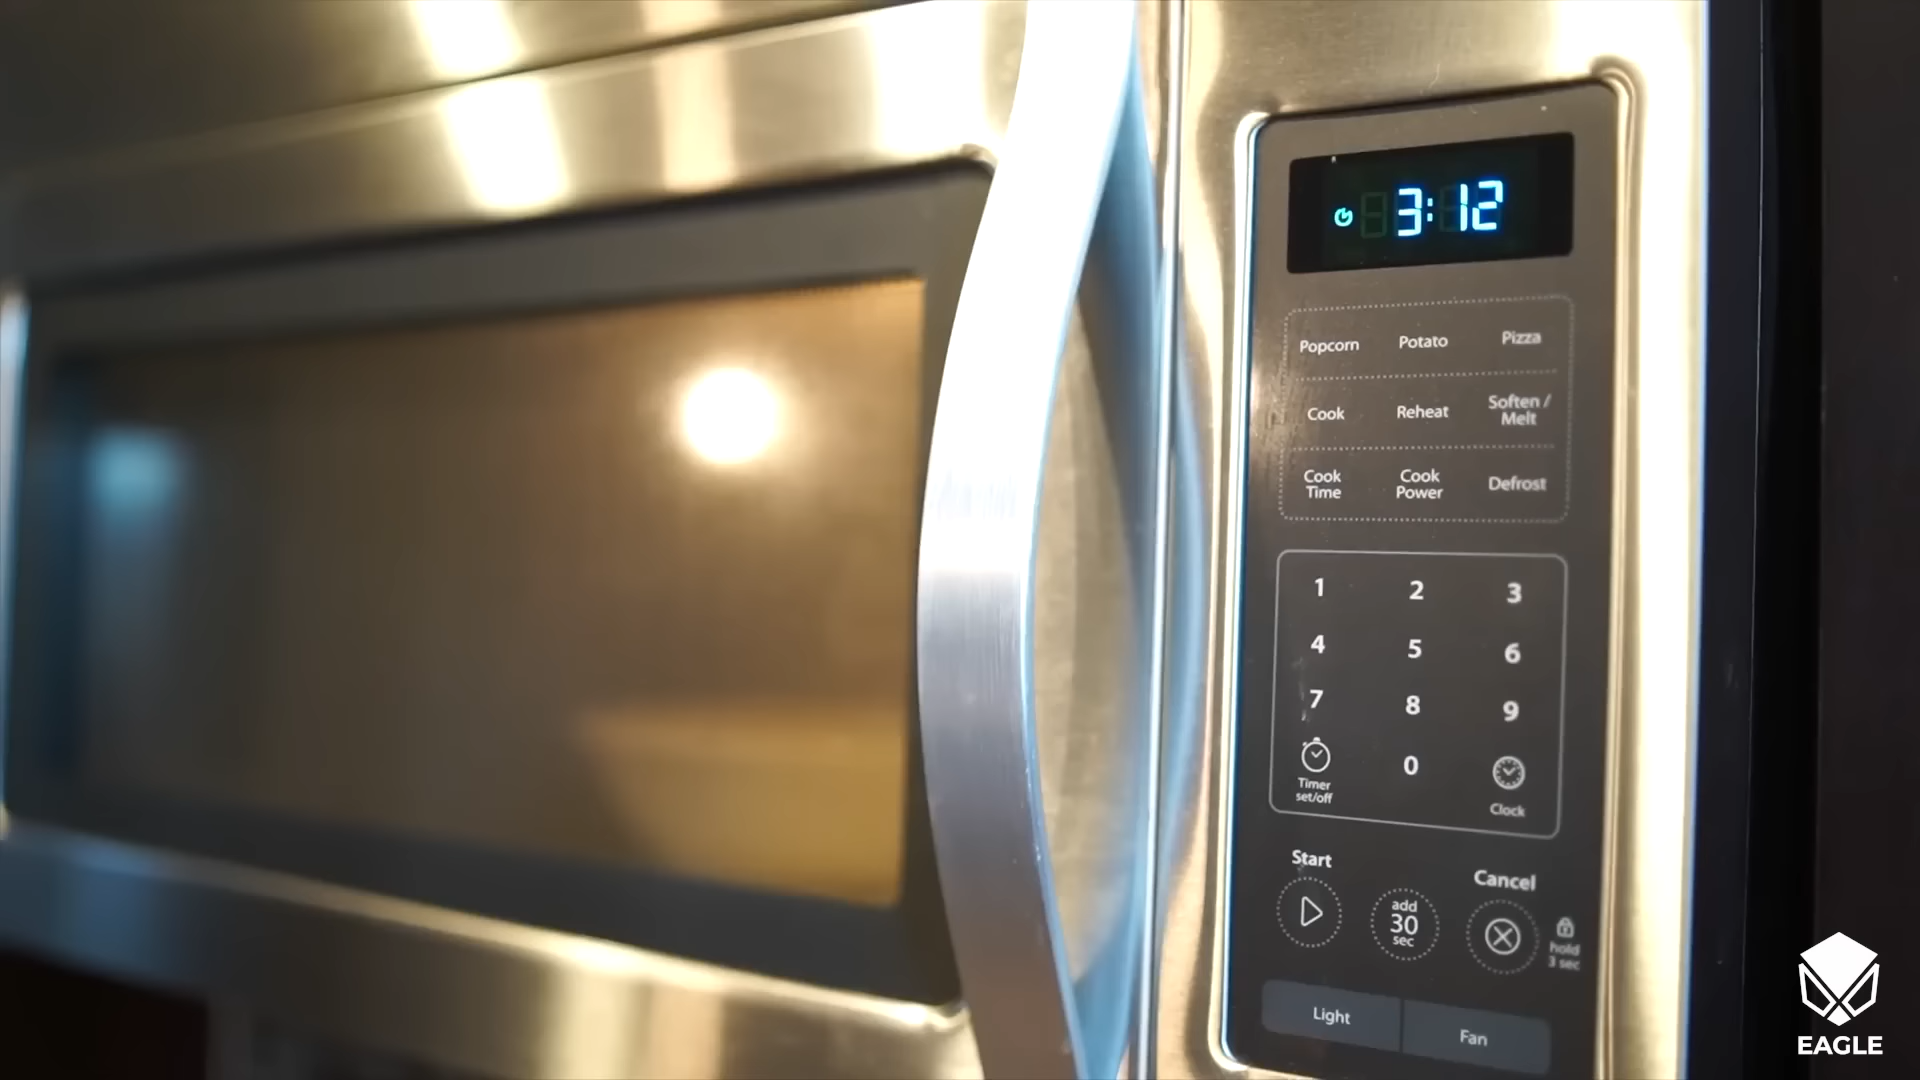 3:12
Popcorn Potato Pizza
Cook Reheat Soften /
Melt
Cook Cook Defrost
Time Power
1 2 3
4 5 6
7 8 9
0
Timer
set/off
Clock
Start
Cancel
add
30
sec
hold
3 sec
Light Fan
EAGLE